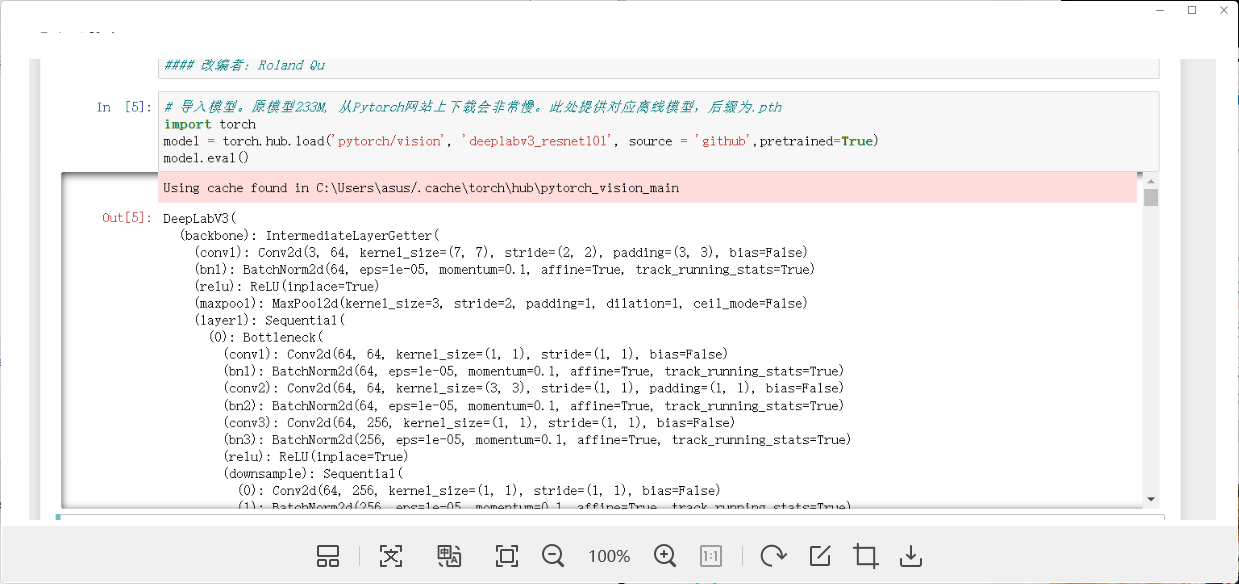 #### 改编者: Roland Qu
In [5]: # 导入模型。原模型233M, 从Pytorch网站上下载会非常慢。此处提供对应离线模型, 后缀为.pth
import torch
model = torch.hub.load('pytorch/vision', 'deeplabv3_resnet101', source = 'github',pretrained=True)
model.eval()
Using cache found in C:\Users\asus/.cache\torch\hub\pytorch_vision_main
Out[5]: DeepLabV3(
(backbone): IntermediateLayerGetter(
(conv1): Conv2d(3, 64, kernel_size=(7, 7), stride=(2, 2), padding=(3, 3), bias=False)
(bn1): BatchNorm2d(64, eps=1e-05, momentum=0.1, affine=True, track_running_stats=True)
(relu): ReLU(inplace=True)
(maxpool): MaxPool2d(kernel_size=3, stride=2, padding=1, dilation=1, ceil_mode=False)
(layer1): Sequential(
(0): Bottleneck(
(conv1): Conv2d(64, 64, kernel_size=(1, 1), stride=(1, 1), bias=False)
(bn1): BatchNorm2d(64, eps=1e-05, momentum=0.1, affine=True, track_running_stats=True)
(conv2): Conv2d(64, 64, kernel_size=(3, 3), stride=(1, 1), padding=(1, 1), bias=False)
(bn2): BatchNorm2d(64, eps=1e-05, momentum=0.1, affine=True, track_running_stats=True)
(conv3): Conv2d(64, 256, kernel_size=(1, 1), stride=(1, 1), bias=False)
(bn3): BatchNorm2d(256, eps=1e-05, momentum=0.1, affine=True, track_running_stats=True)
(relu): ReLU(inplace=True)
(downsample): Sequential(
(0): Conv2d(64, 256, kernel_size=(1, 1), stride=(1, 1), bias=False)
(1): BatchNorm2d(256, eps=1e-05, momentum=0.1, affine=True, track_running_stats=True)
100%
1:1